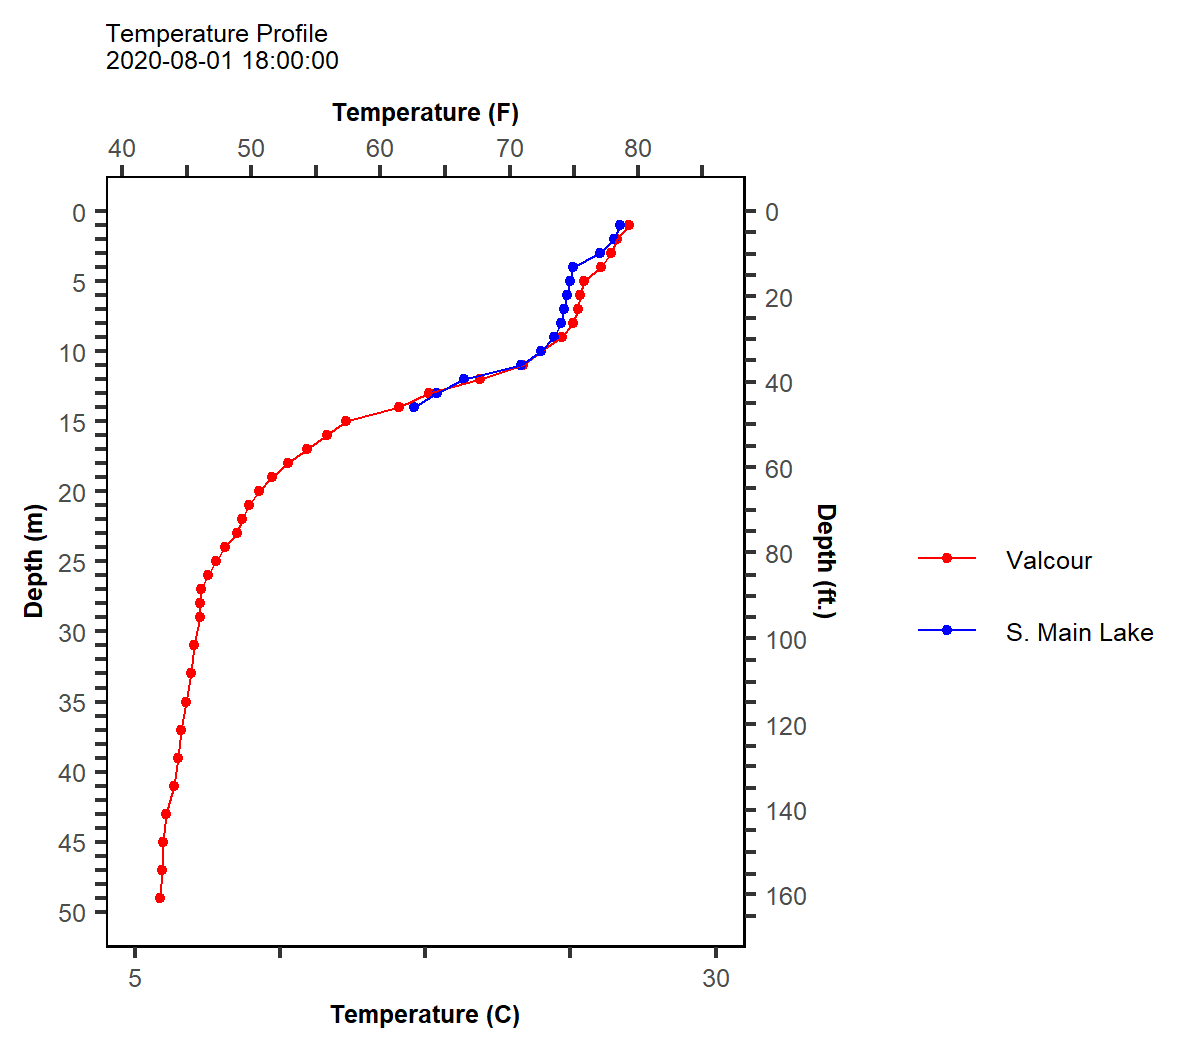 Temperature Profile
2020-08-01 18:00:00
Temperature (F)
40 50 60 70 80
0
5
10
15
20
25
30
35
40
45
50
Depth (m)
0
20
40
60
80
100
120
140
160
Depth (ft.)
Valcour
S. Main Lake
5 30
Temperature (C)